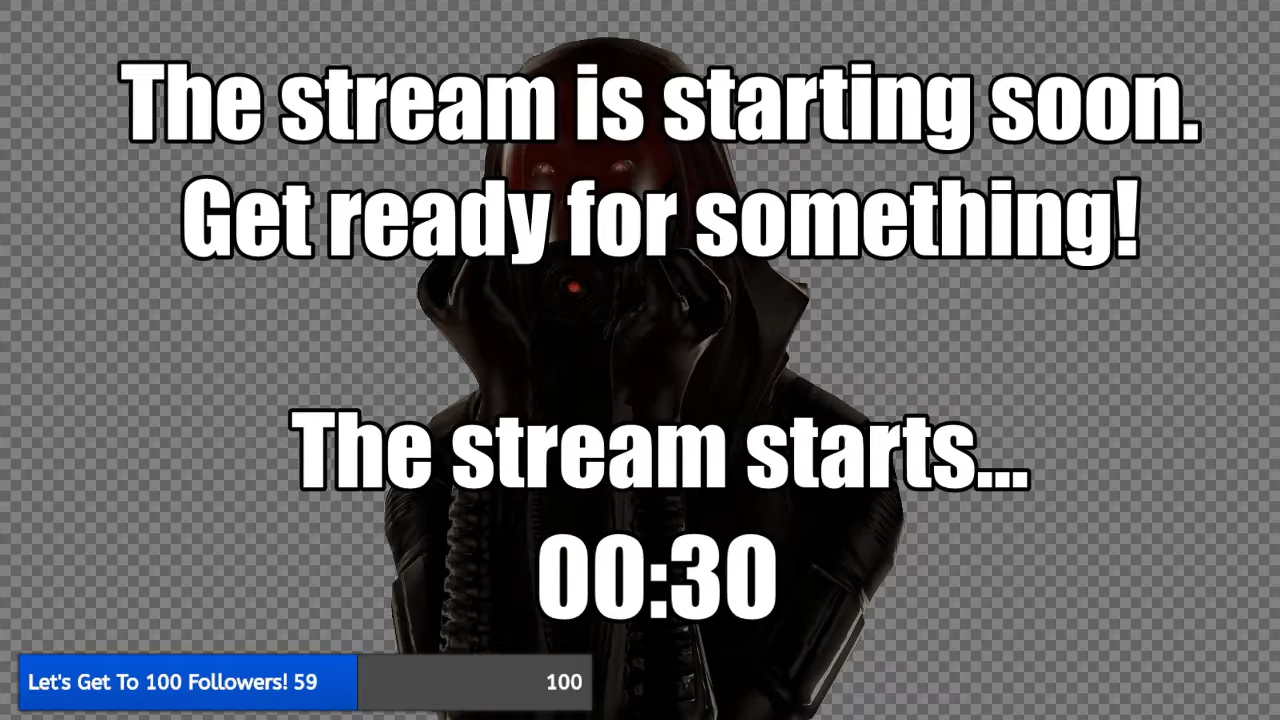 The stream is starting soon.
Get ready for something!
The stream starts...
00:30
Let's Get To 100 Followers! 59 100